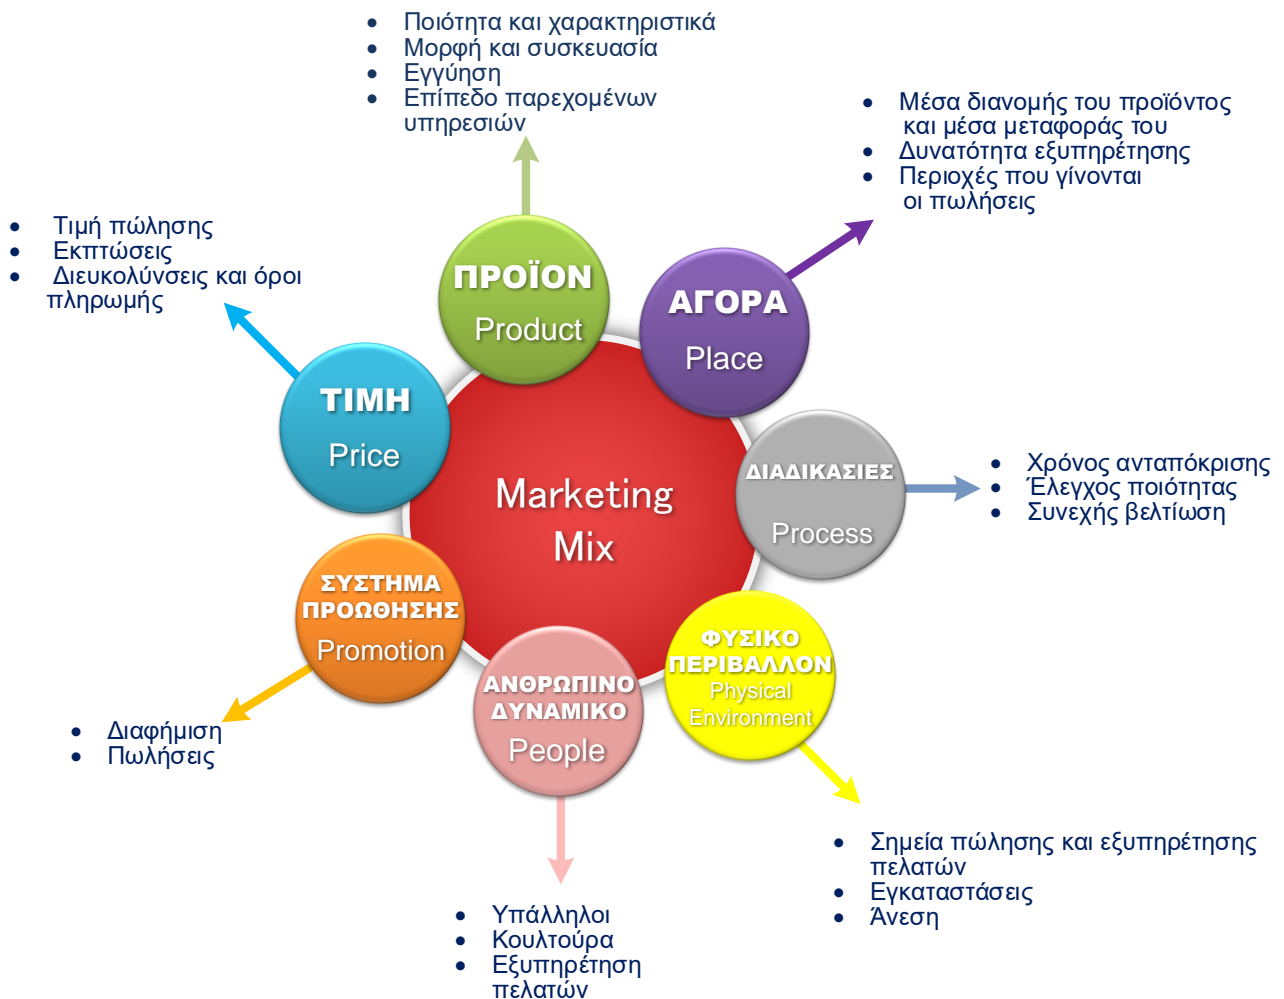 • Ποιότητα και χαρακτηριστικά
• Μορφή και συσκευασία
• Εγγύηση
• Επίπεδο παρεχομένων
υπηρεσιών
• Μέσα διανομής του προϊόντος
και μέσα μεταφοράς του
• Δυνατότητα εξυπηρέτησης
• Περιοχές που γίνονται
οι πωλήσεις
• Τιμή πώλησης
• Εκπτώσεις
• Διευκολύνσεις και όροι
πληρωμής
ΠΡΟΪΟΝ
Product
ΑΓΟΡΑ
Place
ΤΙΜΗ
Price
Marketing
Mix
ΔΙΑΔΙΚΑΣΙΕΣ
Process
• Χρόνος ανταπόκρισης
• Έλεγχος ποιότητας
• Συνεχής βελτίωση
ΣΥΣΤΗΜΑ
ΠΡΟΩΘΗΣΗΣ
Promotion
ΑΝΘΡΩΠΙΝΟ
ΔΥΝΑΜΙΚΟ
People
ΦΥΣΙΚΟ
ΠΕΡΙΒΑΛΛΟΝ
Physical
Environment
• Διαφήμιση
• Πωλήσεις
• Σημεία πώλησης και εξυπηρέτησης
πελατών
• Εγκαταστάσεις
• Άνεση
• Υπάλληλοι
• Κουλτούρα
• Εξυπηρέτηση
πελατών